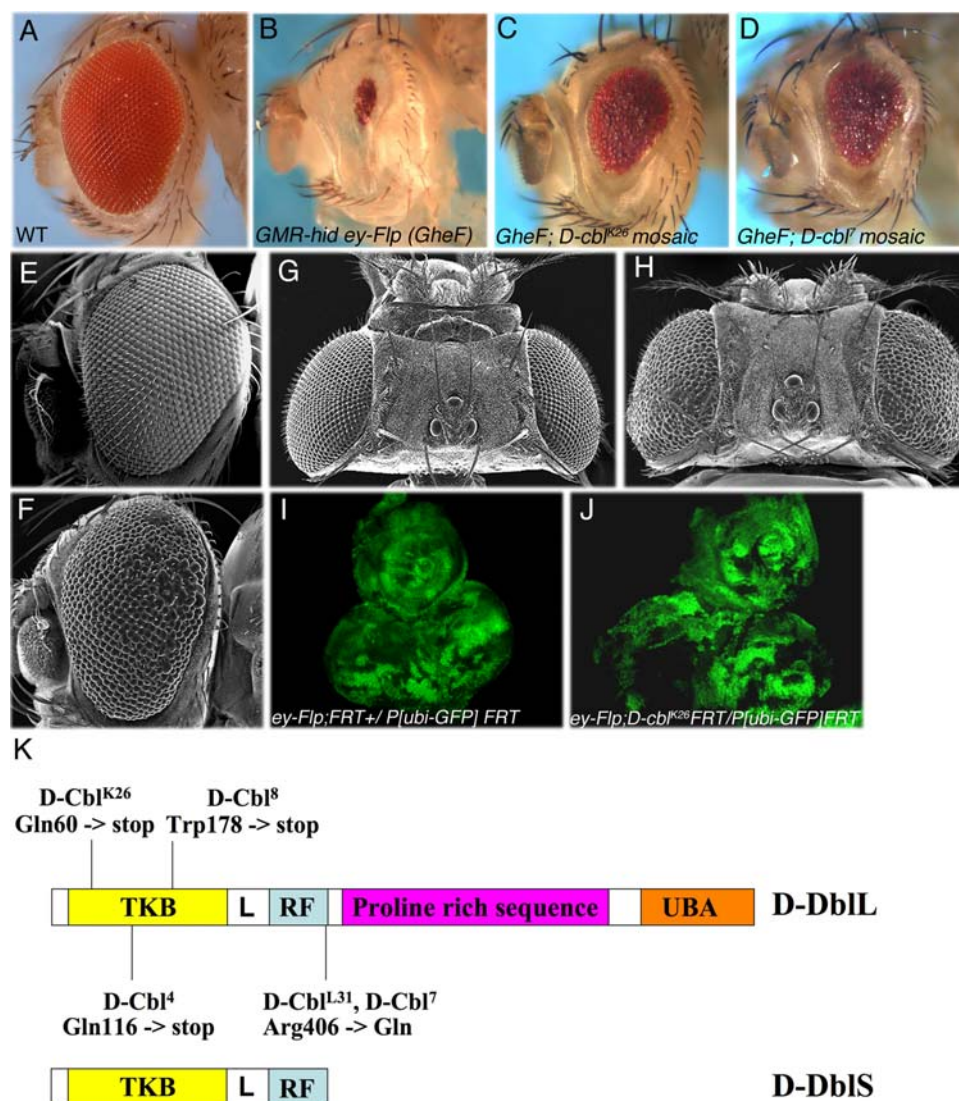 A
B
C
D
WT
GMR-hid ey-Flp (GheF)
GheF; D-cbl^K26 mosaic
GheF; D-cbl^7 mosaic
E
G
H
F
I
J
ey-Flp;FRT+/ P[ubi-GFP] FRT
ey-Flp;D-cbl^K26 FRT/P[ubi-GFP]FRT
K
D-Cbl^K26
Gln60 -> stop
D-Cbl^8
Trp178 -> stop
TKB L RF Proline rich sequence UBA D-DblL
D-Cbl^4
Gln116 -> stop
D-Cbl^L31, D-Cbl^7
Arg406 -> Gln
TKB L RF D-DblS